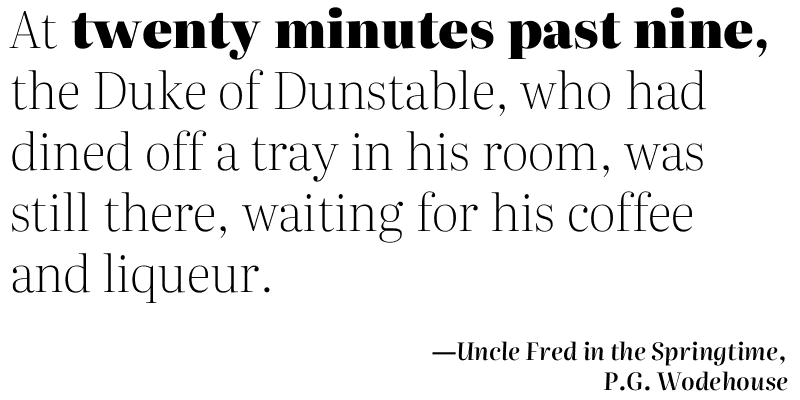 At twenty minutes past nine,
the Duke of Dunstable, who had
dined off a tray in his room, was
still there, waiting for his coffee
and liqueur.
—Uncle Fred in the Springtime,
P.G. Wodehouse